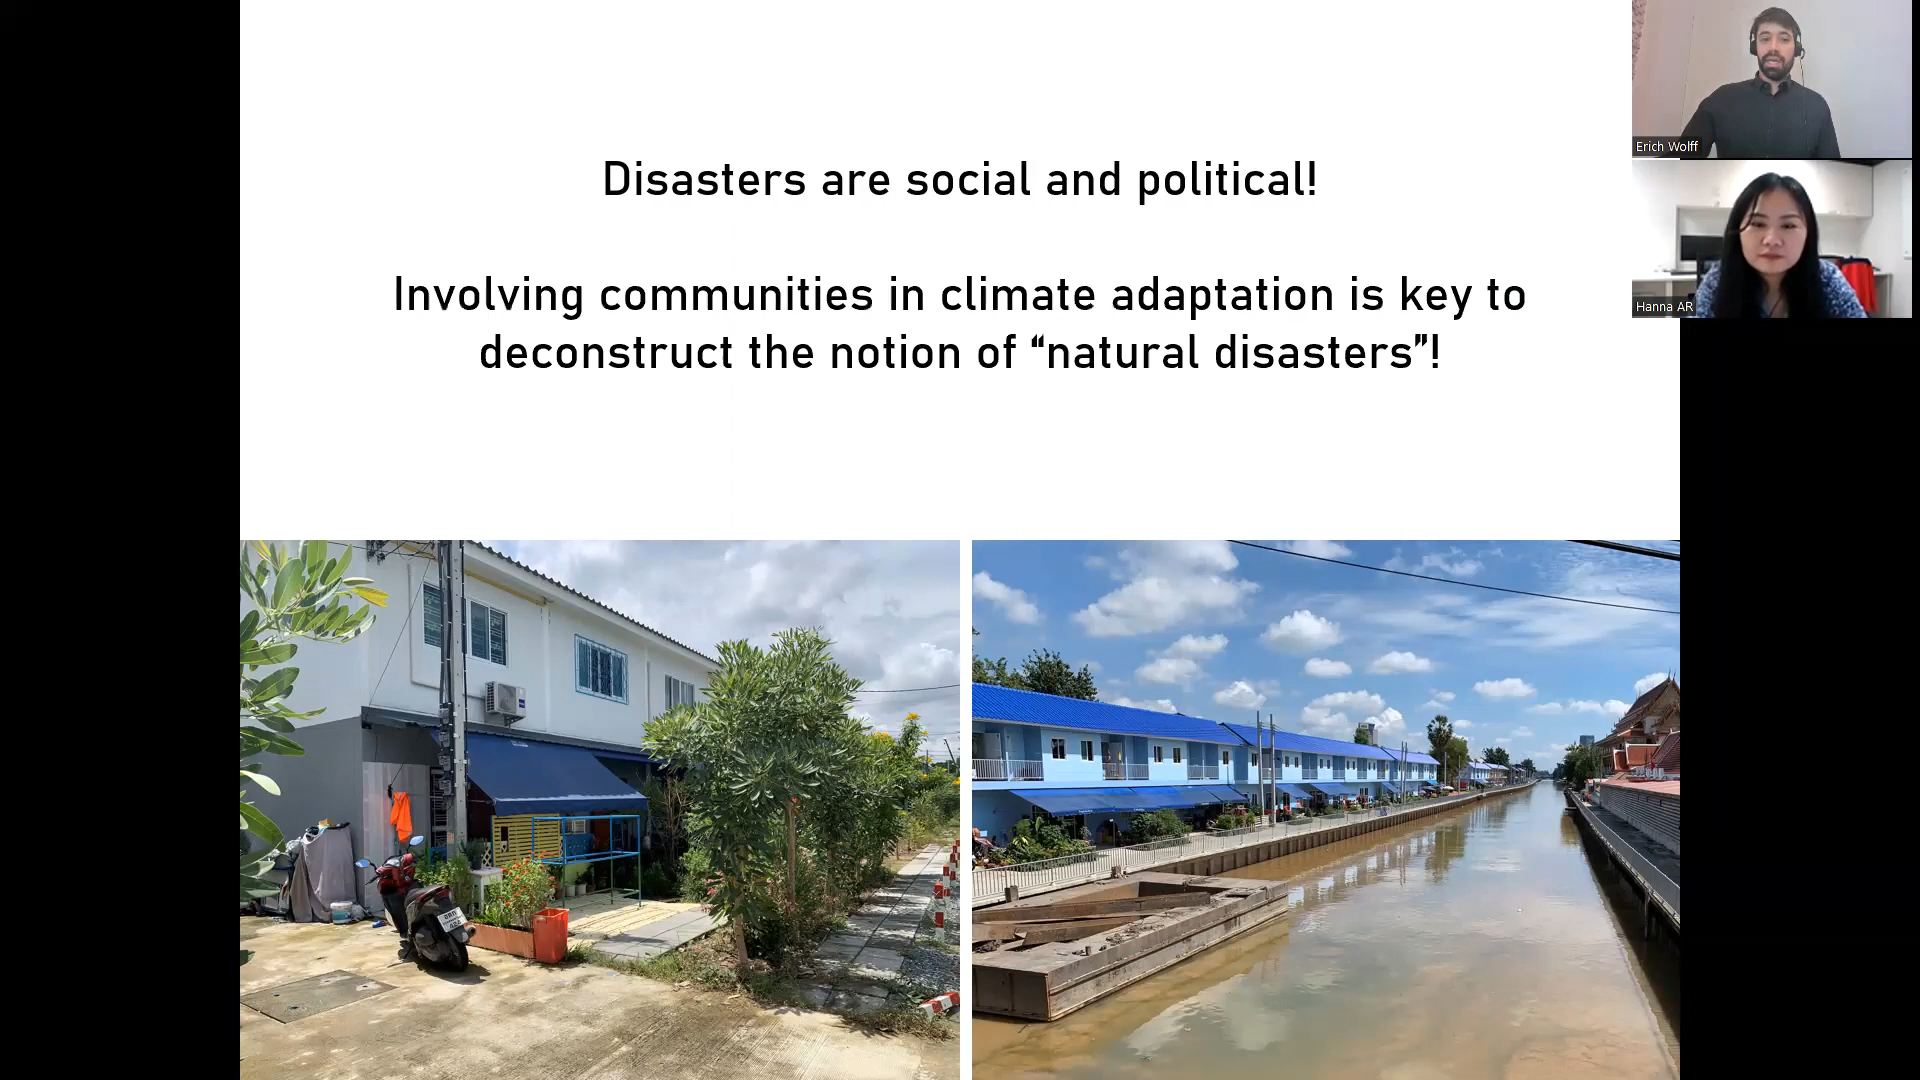 Disasters are social and political!
Involving communities in climate adaptation is key to
deconstruct the notion of “natural disasters”!
Erich Wolff
Hanna AR